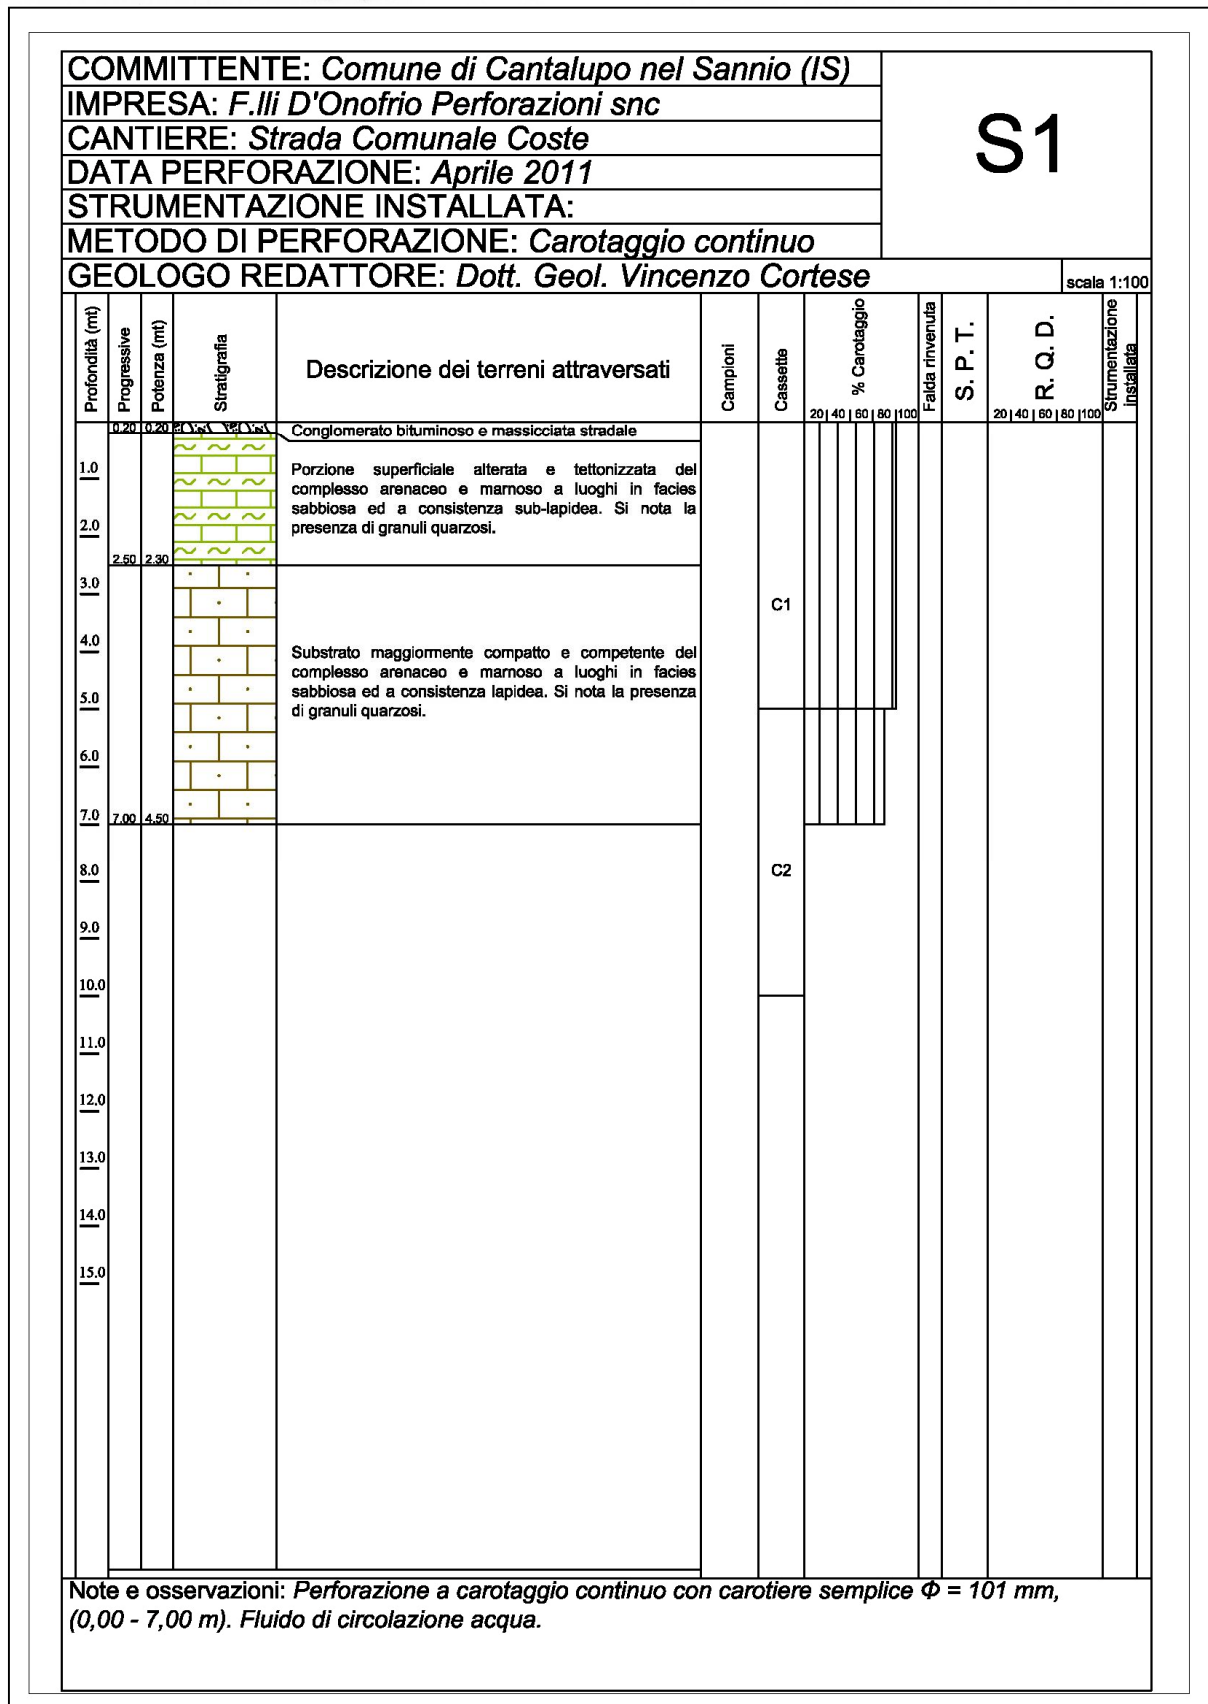 COMMITTENTE: Comune di Cantalupo nel Sannio (IS)
IMPRESA: F.lli D'Onofrio Perforazioni snc
CANTIERE: Strada Comunale Coste
DATA PERFORAZIONE: Aprile 2011
STRUMENTAZIONE INSTALLATA:
METODO DI PERFORAZIONE: Carotaggio continuo
S1
GEOLOGO REDATTORE: Dott. Geol. Vincenzo Cortese
scala 1:100
Profondità (mt)
Progressive
Potenza (mt)
Stratigrafia
Descrizione dei terreni attraversati
Campioni
Cassette
% Carotaggio
20| 40 | 60 | 80 |100
Falda rinvenuta
S. P. T.
R. Q. D.
20| 40 | 60 | 80 |100
Strumentazione
installata
0.20 0.20
Conglomerato bituminoso e massicciata stradale
1.0
Porzione superficiale alterata e tettonizzata del
complesso arenaceo e marnoso a luoghi in facies
sabbiosa ed a consistenza sub-lapidea. Si nota la
presenza di granuli quarzosi.
2.0
2.50 2.30
3.0
C1
4.0
Substrato maggiormente compatto e competente del
complesso arenaceo e marnoso a luoghi in facies
sabbiosa ed a consistenza lapidea. Si nota la presenza
di granuli quarzosi.
5.0
6.0
7.0
7.00 4.50
8.0
C2
9.0
10.0
11.0
12.0
13.0
14.0
15.0
Note e osservazioni: Perforazione a carotaggio continuo con carotiere semplice Φ = 101 mm,
(0,00 - 7,00 m). Fluido di circolazione acqua.